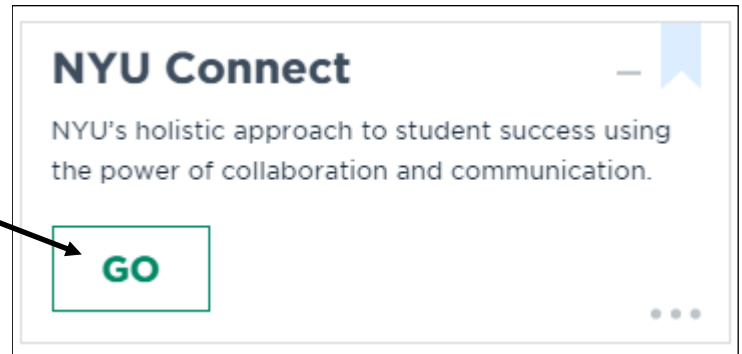 NYU Connect
NYU's holistic approach to student success using
the power of collaboration and communication.
GO